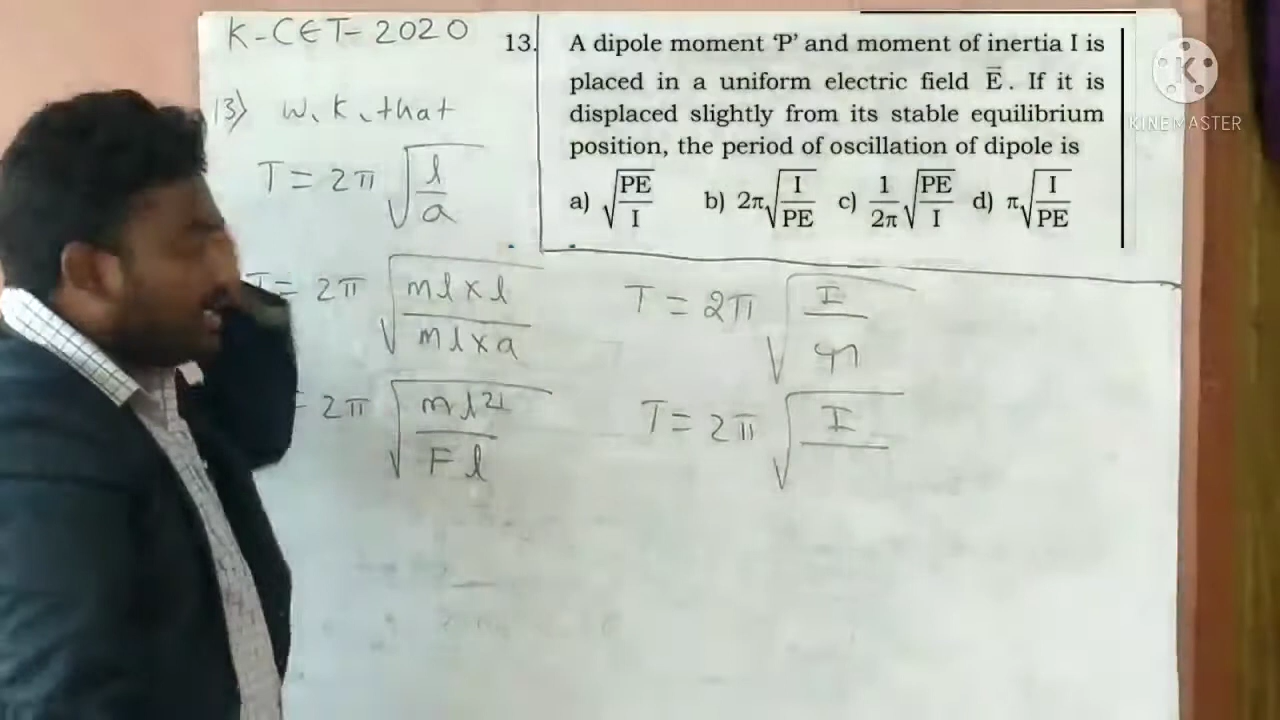 K-CET-2020
13. A dipole moment ‘P’ and moment of inertia I is
placed in a uniform electric field E⃗. If it is
displaced slightly from its stable equilibrium
position, the period of oscillation of dipole is
a) √(PE/I) b) 2π√(I/PE) c) 1/2π √(PE/I) d) π√(I/PE)
13) W.K.that
T = 2π √(l/a)
T = 2π √(ml×l/ml×a)
= 2π √(ml²/Fl)
T = 2π √(I/τ)
T = 2π √(I/
KINEMASTER